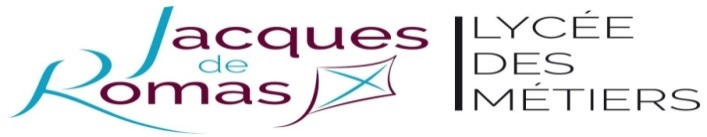 Jacques
de
Romas
LYCÉE
DES
MÉTIERS